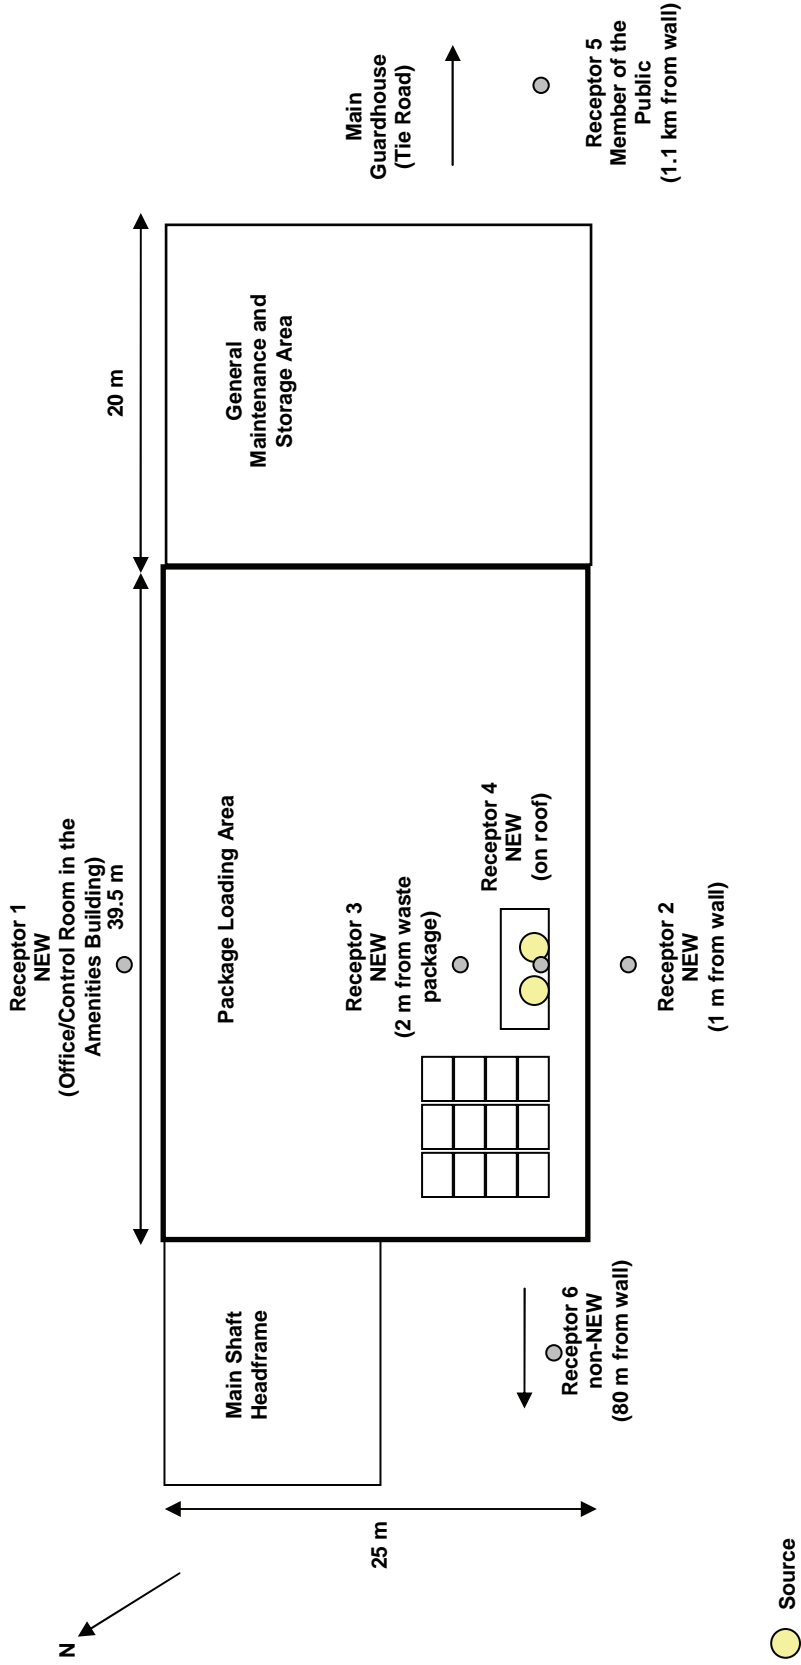 Receptor 1
NEW
(Office/Control Room in the
Amenities Building)
39.5 m
20 m
Main
Guardhouse
(Tie Road)
Receptor 5
Member of the
Public
(1.1 km from wall)
General
Maintenance and
Storage Area
Package Loading Area
Receptor 3
NEW
(2 m from waste
package)
Receptor 4
NEW
(on roof)
Receptor 2
NEW
(1 m from wall)
Main Shaft
Headframe
Receptor 6
non-NEW
(80 m from wall)
25 m
N
Source